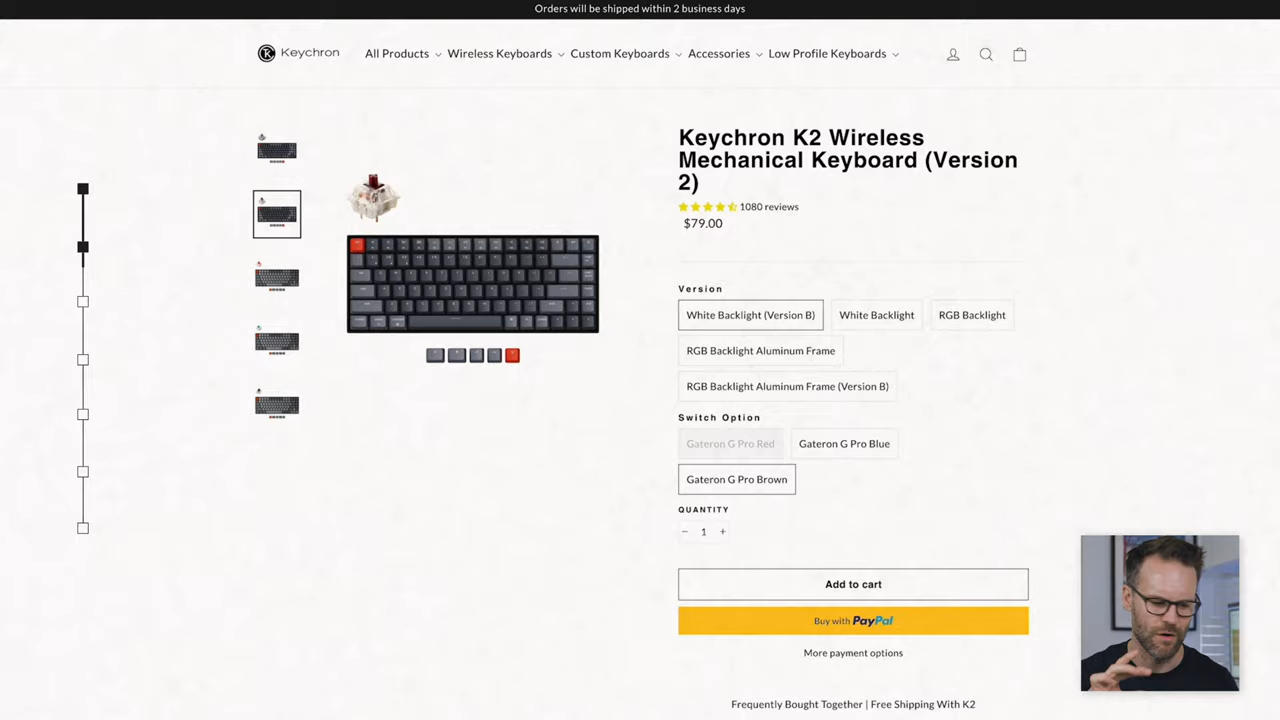 Orders will be shipped within 2 business days
Keychron
All Products Wireless Keyboards Custom Keyboards Accessories Low Profile Keyboards
Keychron K2 Wireless
Mechanical Keyboard (Version
2)
1080 reviews
$79.00
Version
White Backlight (Version B) White Backlight RGB Backlight
RGB Backlight Aluminum Frame
RGB Backlight Aluminum Frame (Version B)
Switch Option
Gateron G Pro Red Gateron G Pro Blue
Gateron G Pro Brown
QUANTITY
− 1 +
Add to cart
Buy with PayPal
More payment options
Frequently Bought Together | Free Shipping With K2